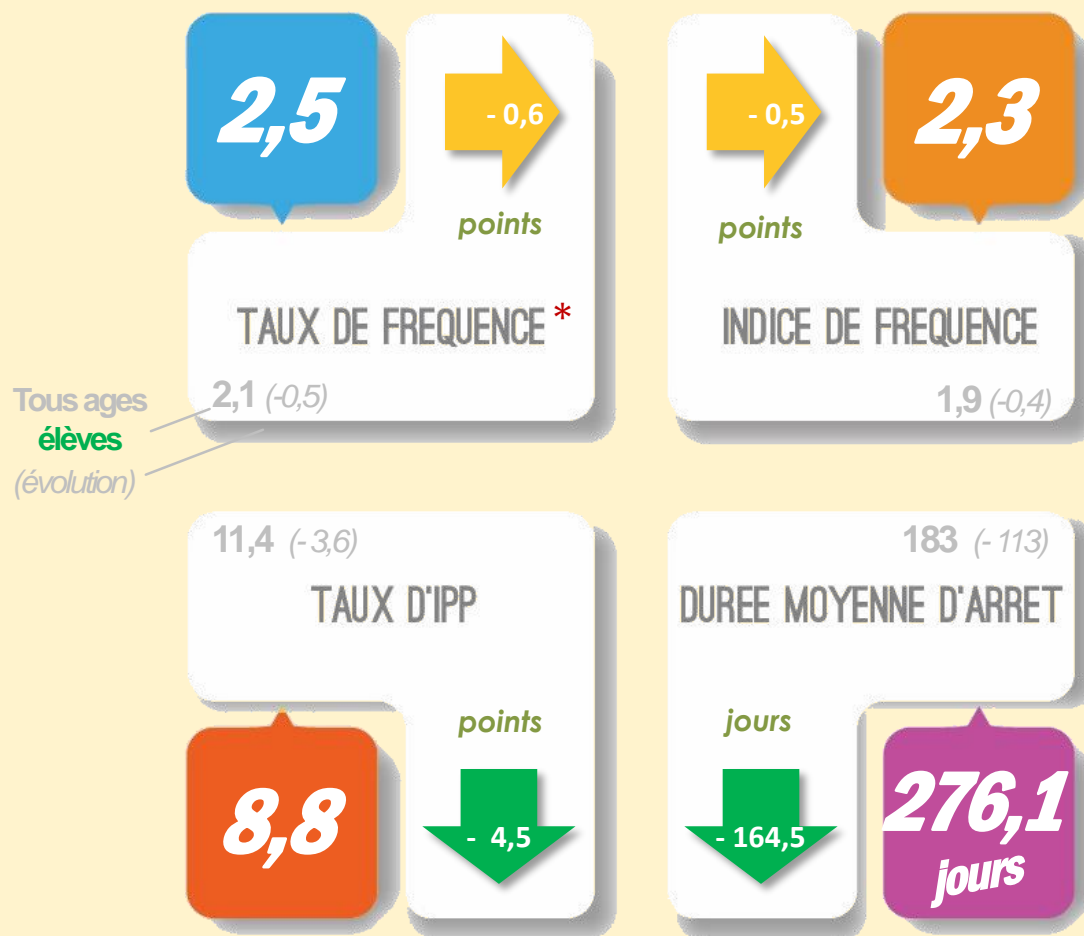 2,5
- 0,6
points
TAUX DE FREQUENCE *
2,1 (-0,5)
- 0,5
2,3
points
INDICE DE FREQUENCE
1,9 (-0,4)
Tous ages
élèves
(évolution)
11,4 (- 3,6)
TAUX D'IPP
points
8,8
- 4,5
183 (- 113)
DUREE MOYENNE D'ARRET
jours
- 164,5
276,1
jours